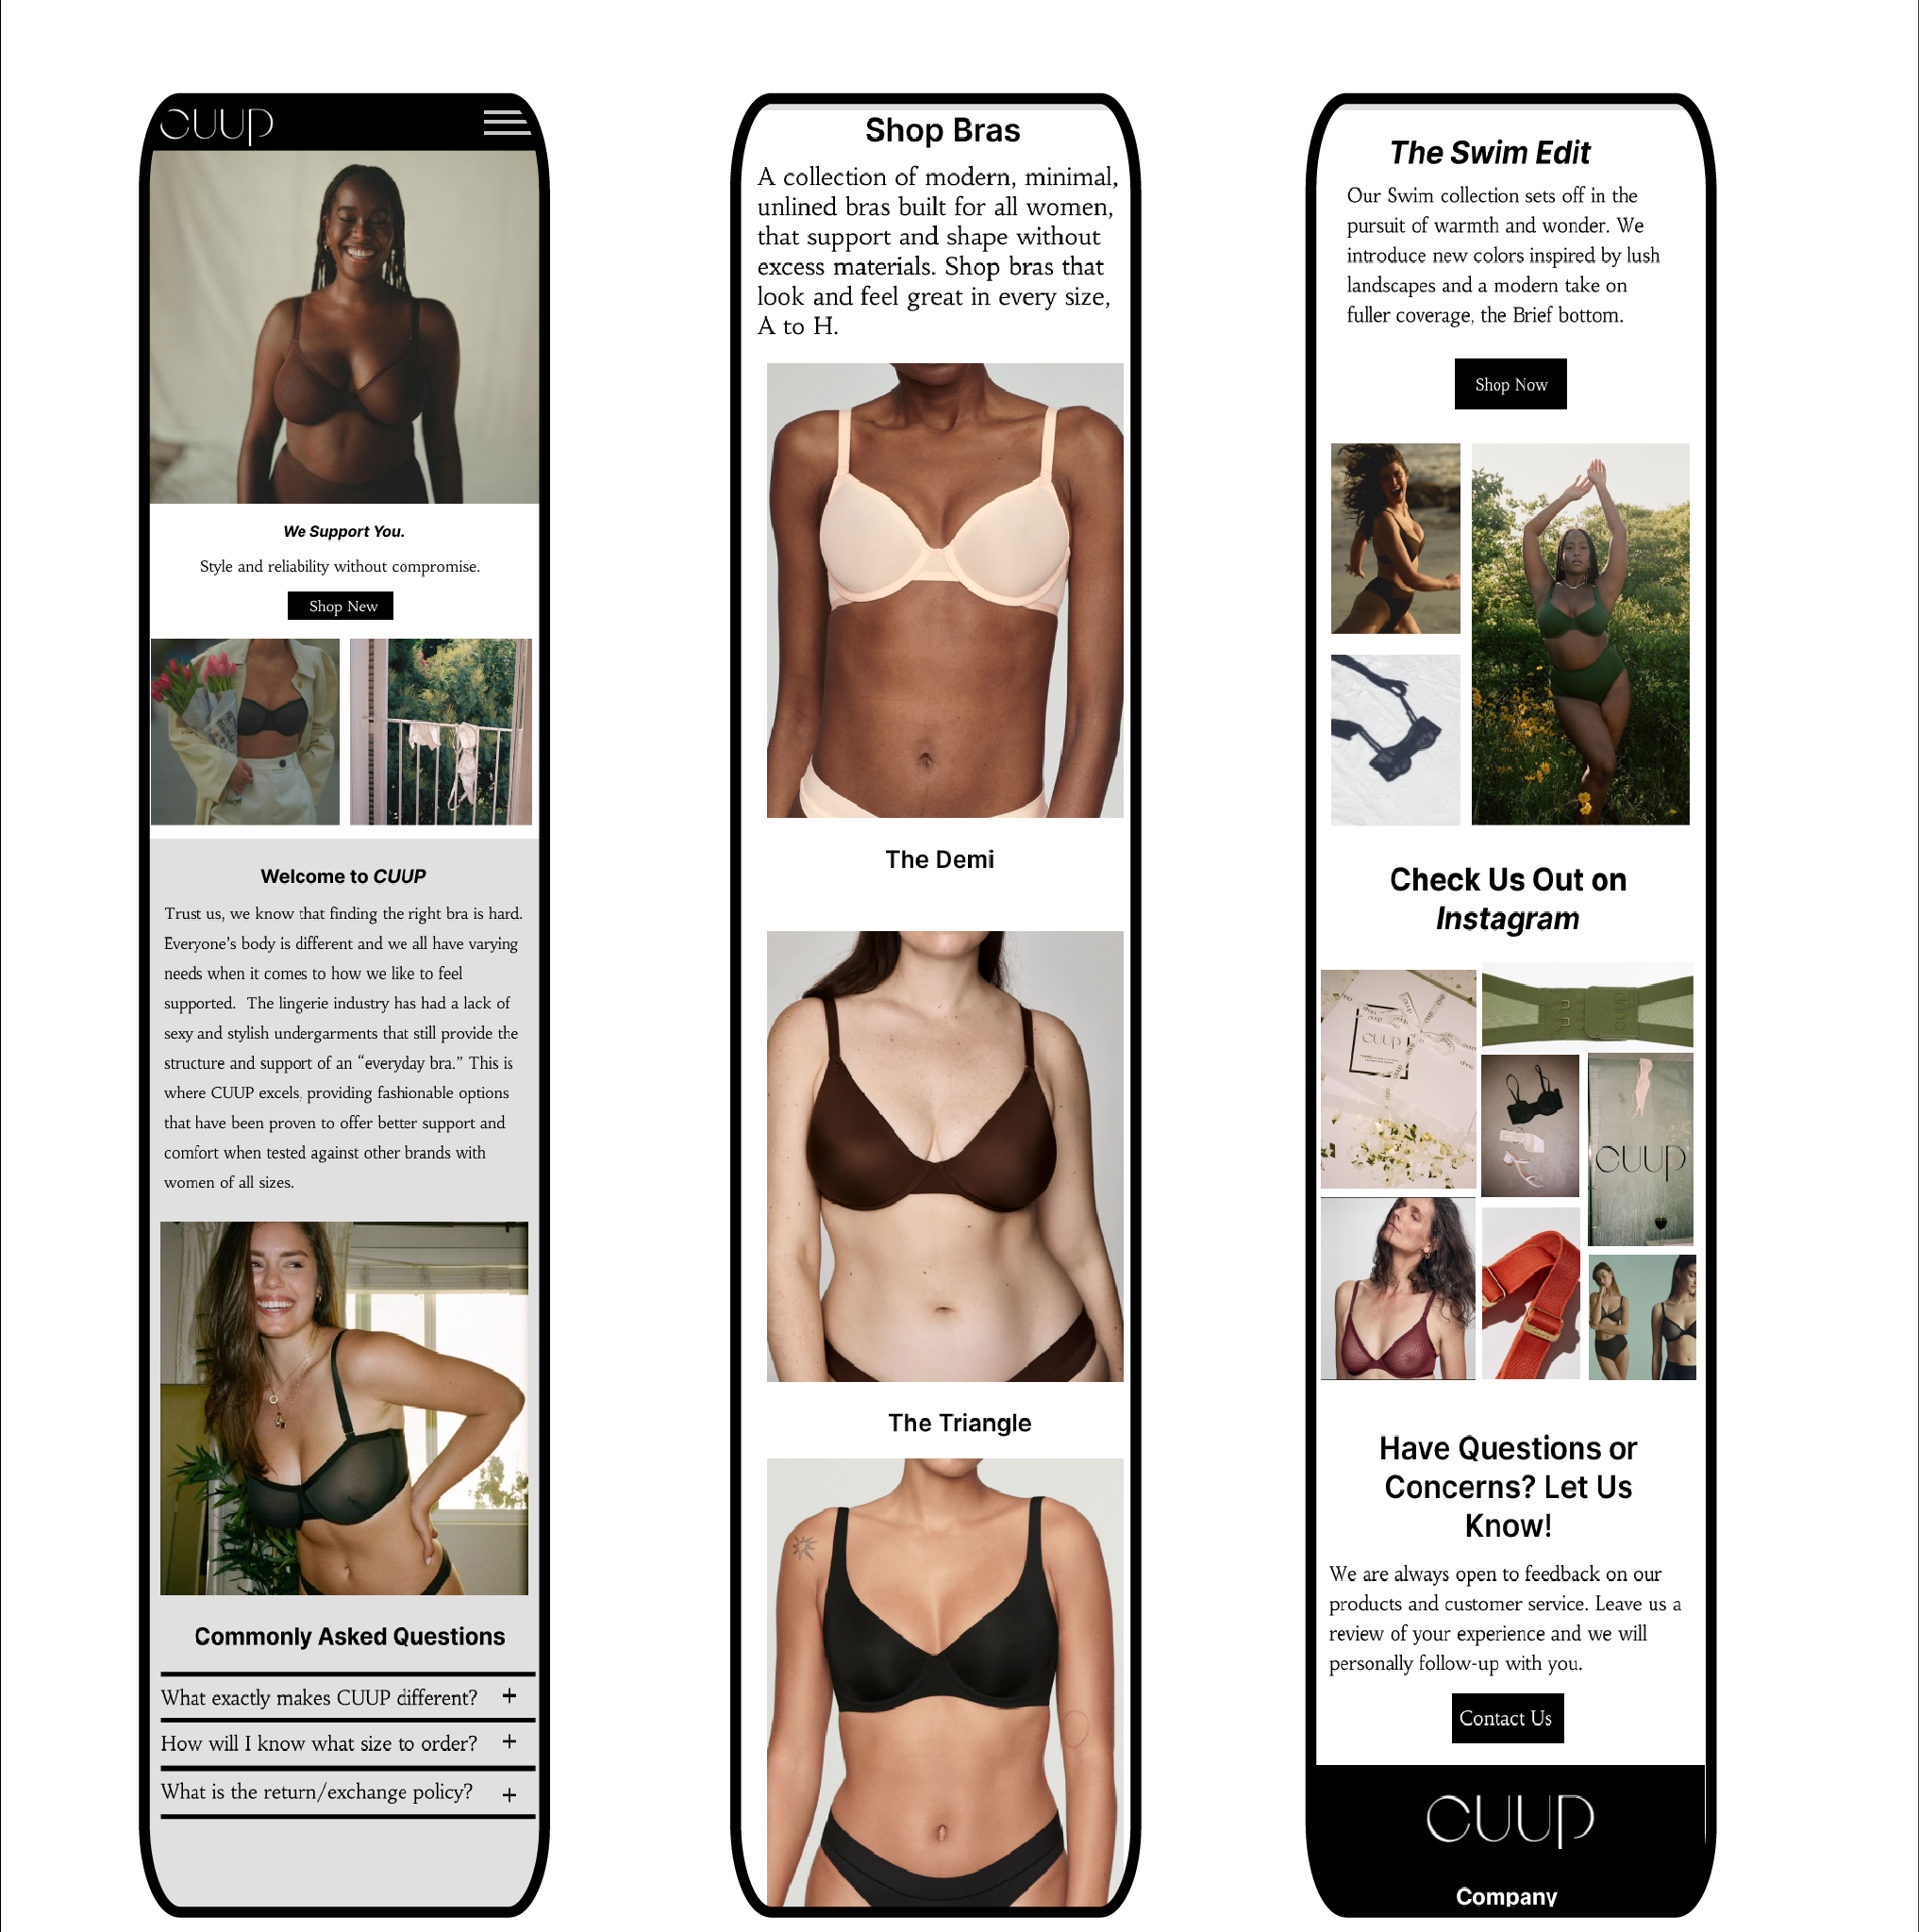 CUUP
We Support You.
Style and reliability without compromise.
Shop New
Welcome to CUUP
Trust us, we know that finding the right bra is hard.
Everyone's body is different and we all have varying
needs when it comes to how we like to feel
supported.  The lingerie industry has had a lack of
sexy and stylish undergarments that still provide the
structure and support of an “everyday bra.” This is
where CUUP excels, providing fashionable options
that have been proven to offer better support and
comfort when tested against other brands with
women of all sizes.
Commonly Asked Questions
What exactly makes CUUP different? +
How will I know what size to order? +
What is the return/exchange policy? +
Shop Bras
A collection of modern, minimal,
unlined bras built for all women,
that support and shape without
excess materials. Shop bras that
look and feel great in every size,
A to H.
The Demi
The Triangle
The Swim Edit
Our Swim collection sets off in the
pursuit of warmth and wonder. We
introduce new colors inspired by lush
landscapes and a modern take on
fuller coverage, the Brief bottom.
Shop Now
Check Us Out on
Instagram
CUUP
CUUP
CUUP
Have Questions or
Concerns? Let Us
Know!
We are always open to feedback on our
products and customer service. Leave us a
review of your experience and we will
personally follow-up with you.
Contact Us
CUUP
Company